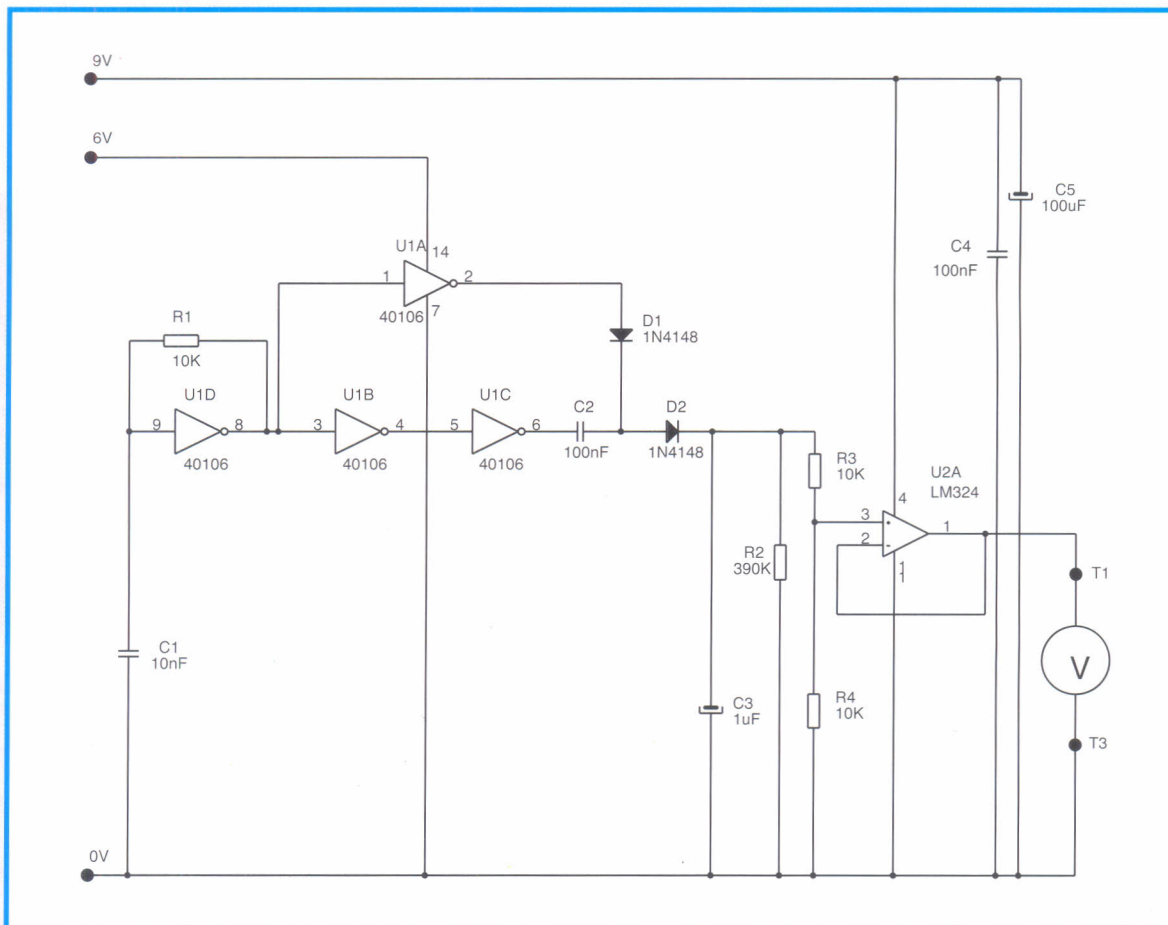 9V
6V
C5
100uF
C4
100nF
U1A
14
1
2
7
40106
D1
1N4148
R1
10K
U1D
9
8
40106
U1B
3
4
40106
U1C
5
6
40106
C2
100nF
D2
1N4148
R3
10K
U2A
LM324
4
3
+
2
-
1
1
1
R2
390K
T1
V
C1
10nF
C3
1uF
R4
10K
T3
0V